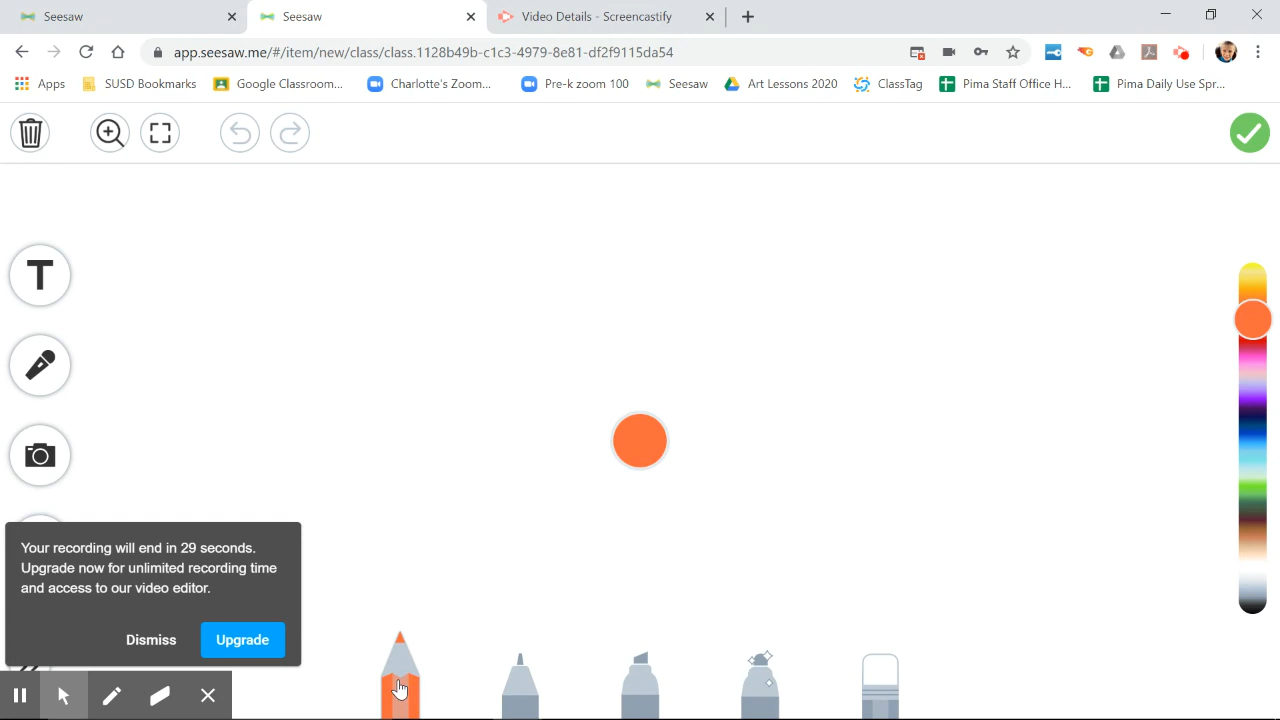 Seesaw
Seesaw
Video Details - Screencastify
app.seesaw.me/#/item/new/class/class.1128b49b-c1c3-4979-8e81-df2f9115da54
Apps SUSD Bookmarks Google Classroom... Charlotte's Zoom... Pre-k zoom 100 Seesaw Art Lessons 2020 ClassTag Pima Staff Office H... Pima Daily Use Spr...
T
Your recording will end in 29 seconds.
Upgrade now for unlimited recording time
and access to our video editor.
Dismiss Upgrade